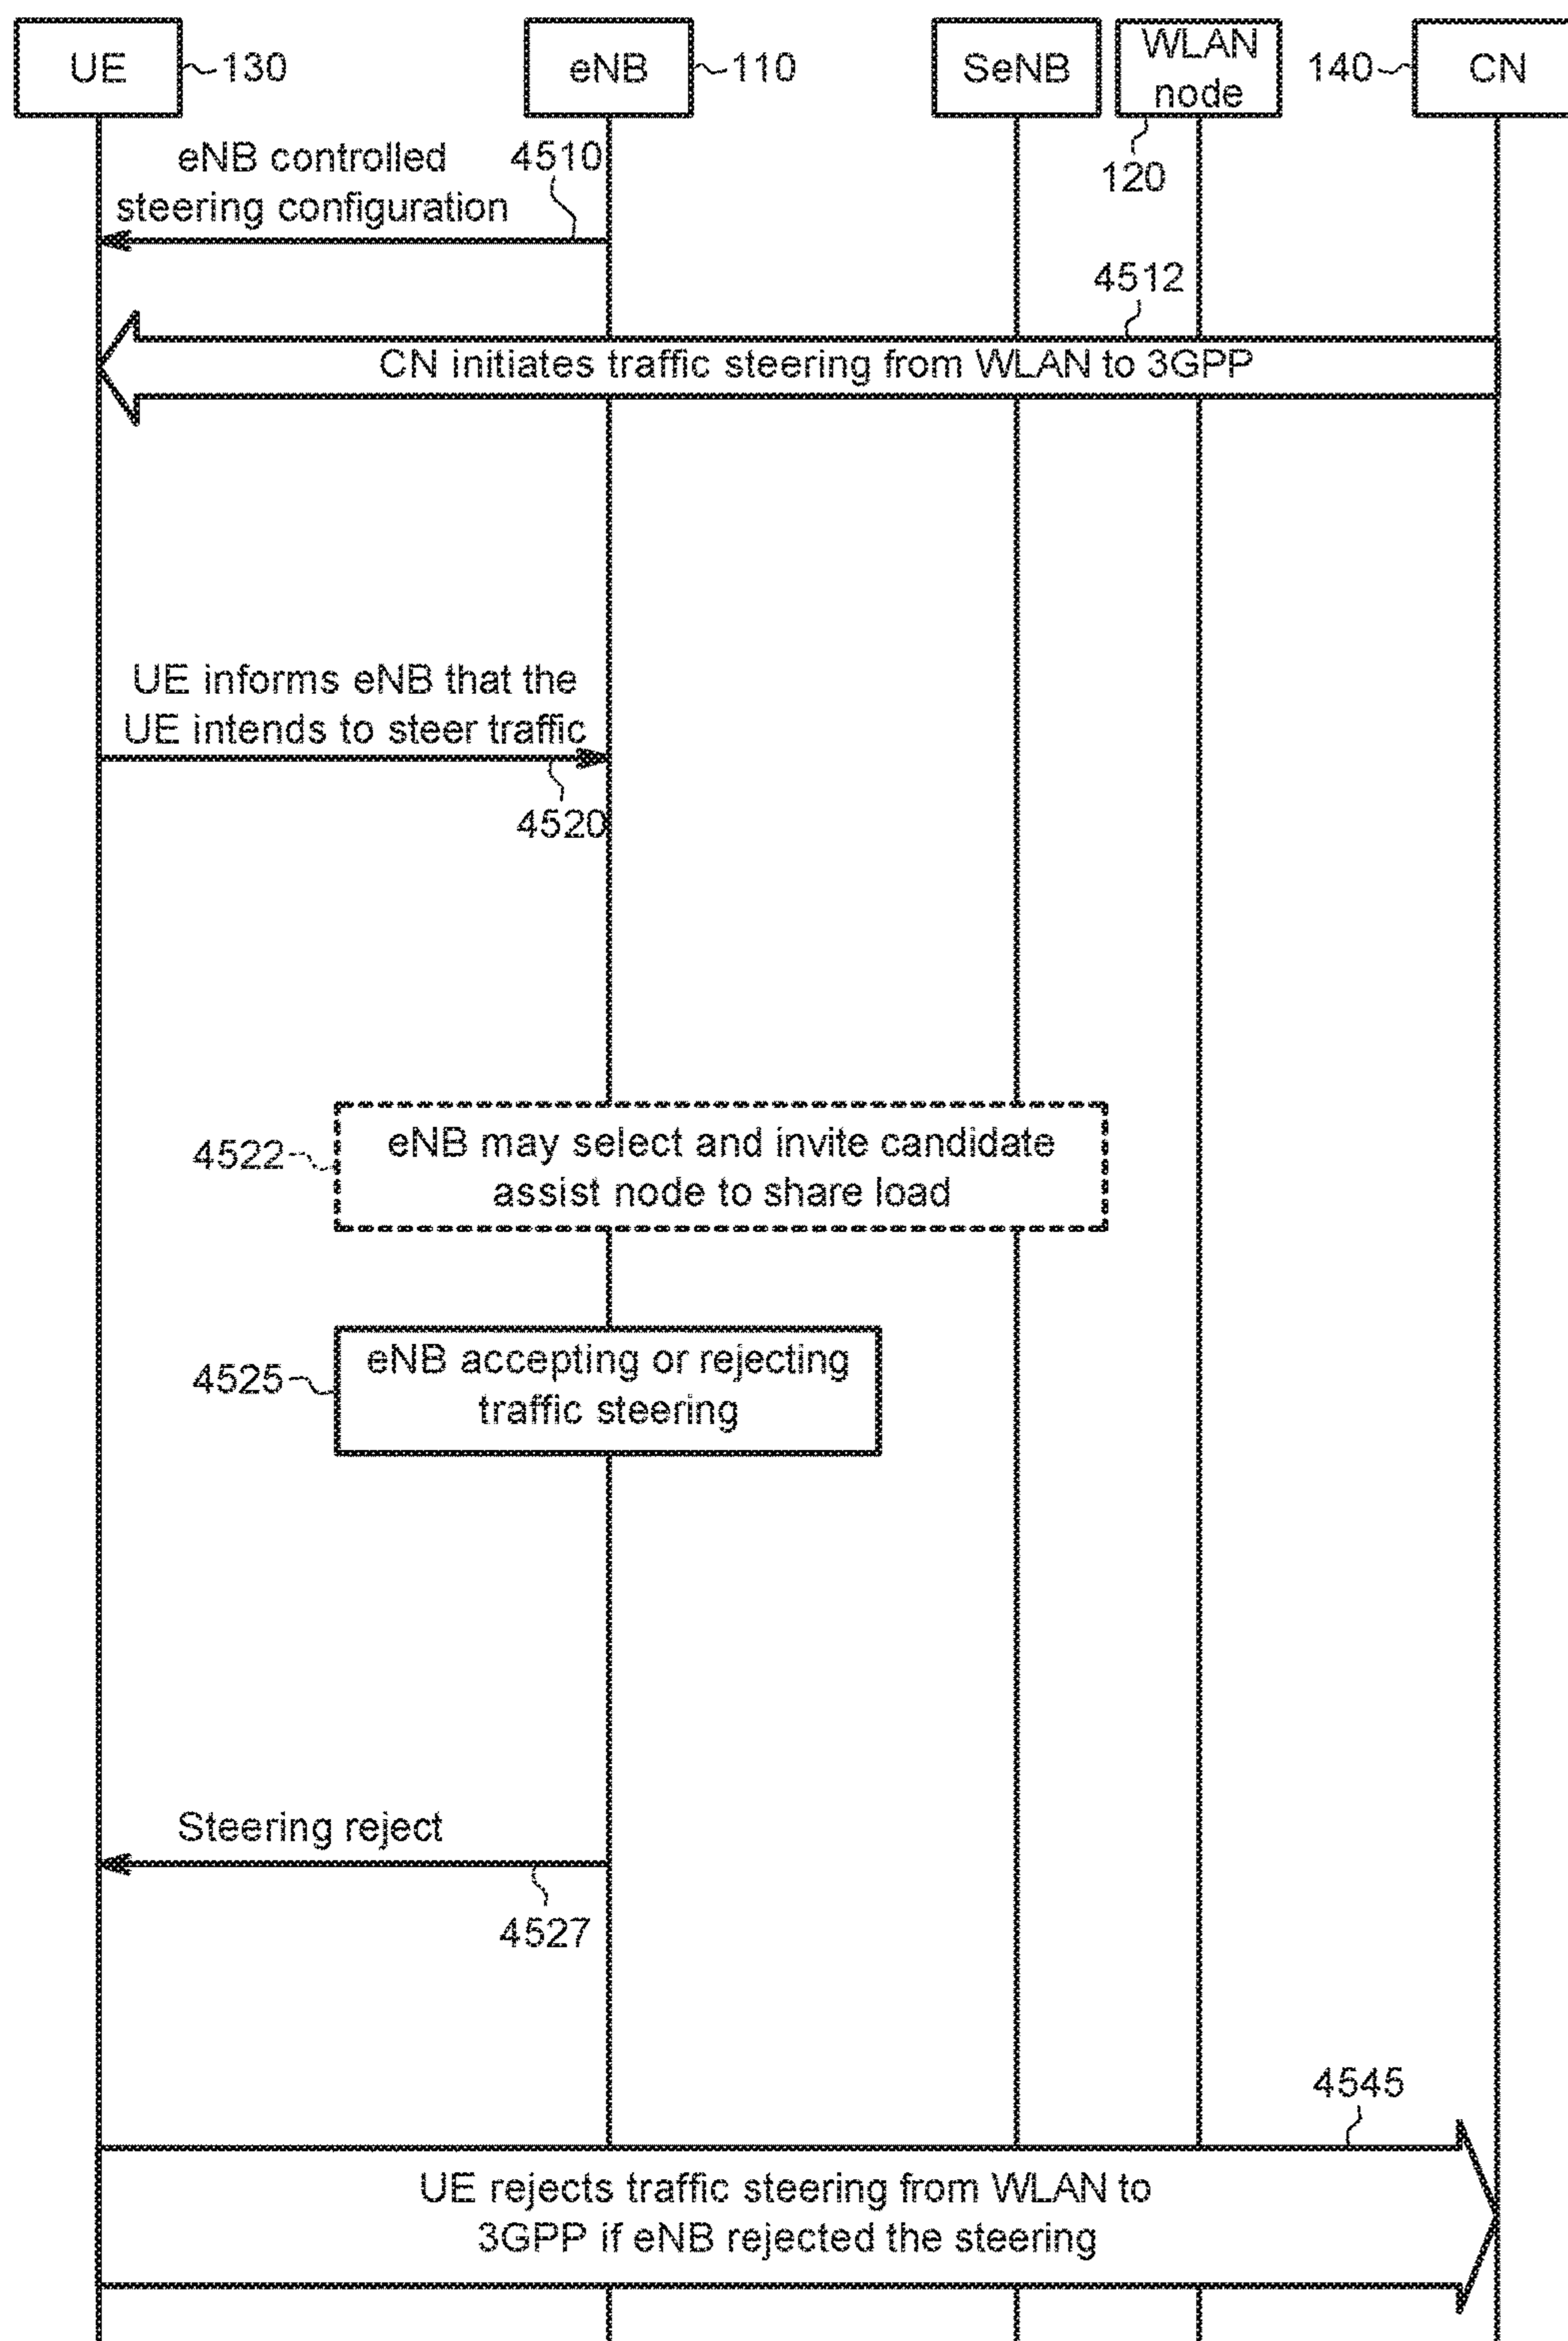 UE
130
eNB
110
SeNB
WLAN
node
120
140
CN
eNB controlled
steering configuration
4510
4512
CN initiates traffic steering from WLAN to 3GPP
UE informs eNB that the
UE intends to steer traffic
4520
4522
eNB may select and invite candidate
assist node to share load
4525
eNB accepting or rejecting
traffic steering
Steering reject
4527
4545
UE rejects traffic steering from WLAN to
3GPP if eNB rejected the steering